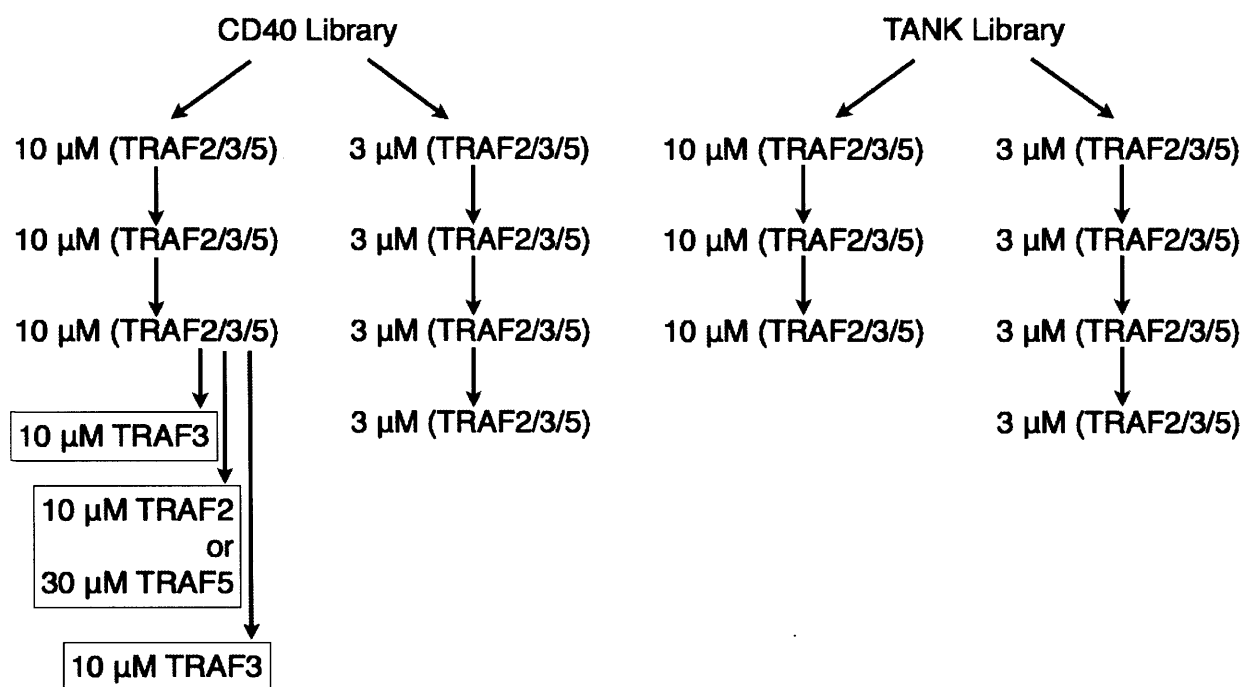 CD40 Library
TANK Library
10 µM (TRAF2/3/5)
3 µM (TRAF2/3/5)
10 µM (TRAF2/3/5)
3 µM (TRAF2/3/5)
10 µM (TRAF2/3/5)
3 µM (TRAF2/3/5)
10 µM (TRAF2/3/5)
3 µM (TRAF2/3/5)
10 µM (TRAF2/3/5)
3 µM (TRAF2/3/5)
10 µM (TRAF2/3/5)
3 µM (TRAF2/3/5)
10 µM TRAF3
3 µM (TRAF2/3/5)
3 µM (TRAF2/3/5)
10 µM TRAF2
or
30 µM TRAF5
10 µM TRAF3